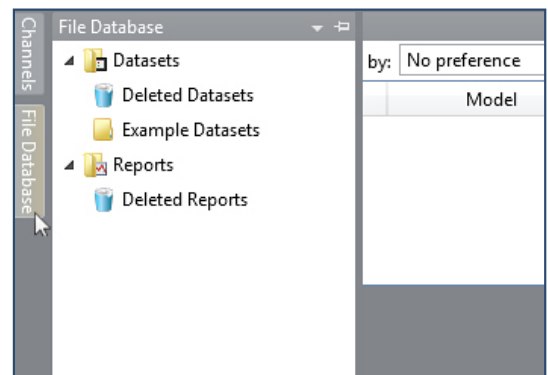 Channels
File Database
File Database
Datasets
Deleted Datasets
Example Datasets
Reports
Deleted Reports
by: No preference
Model